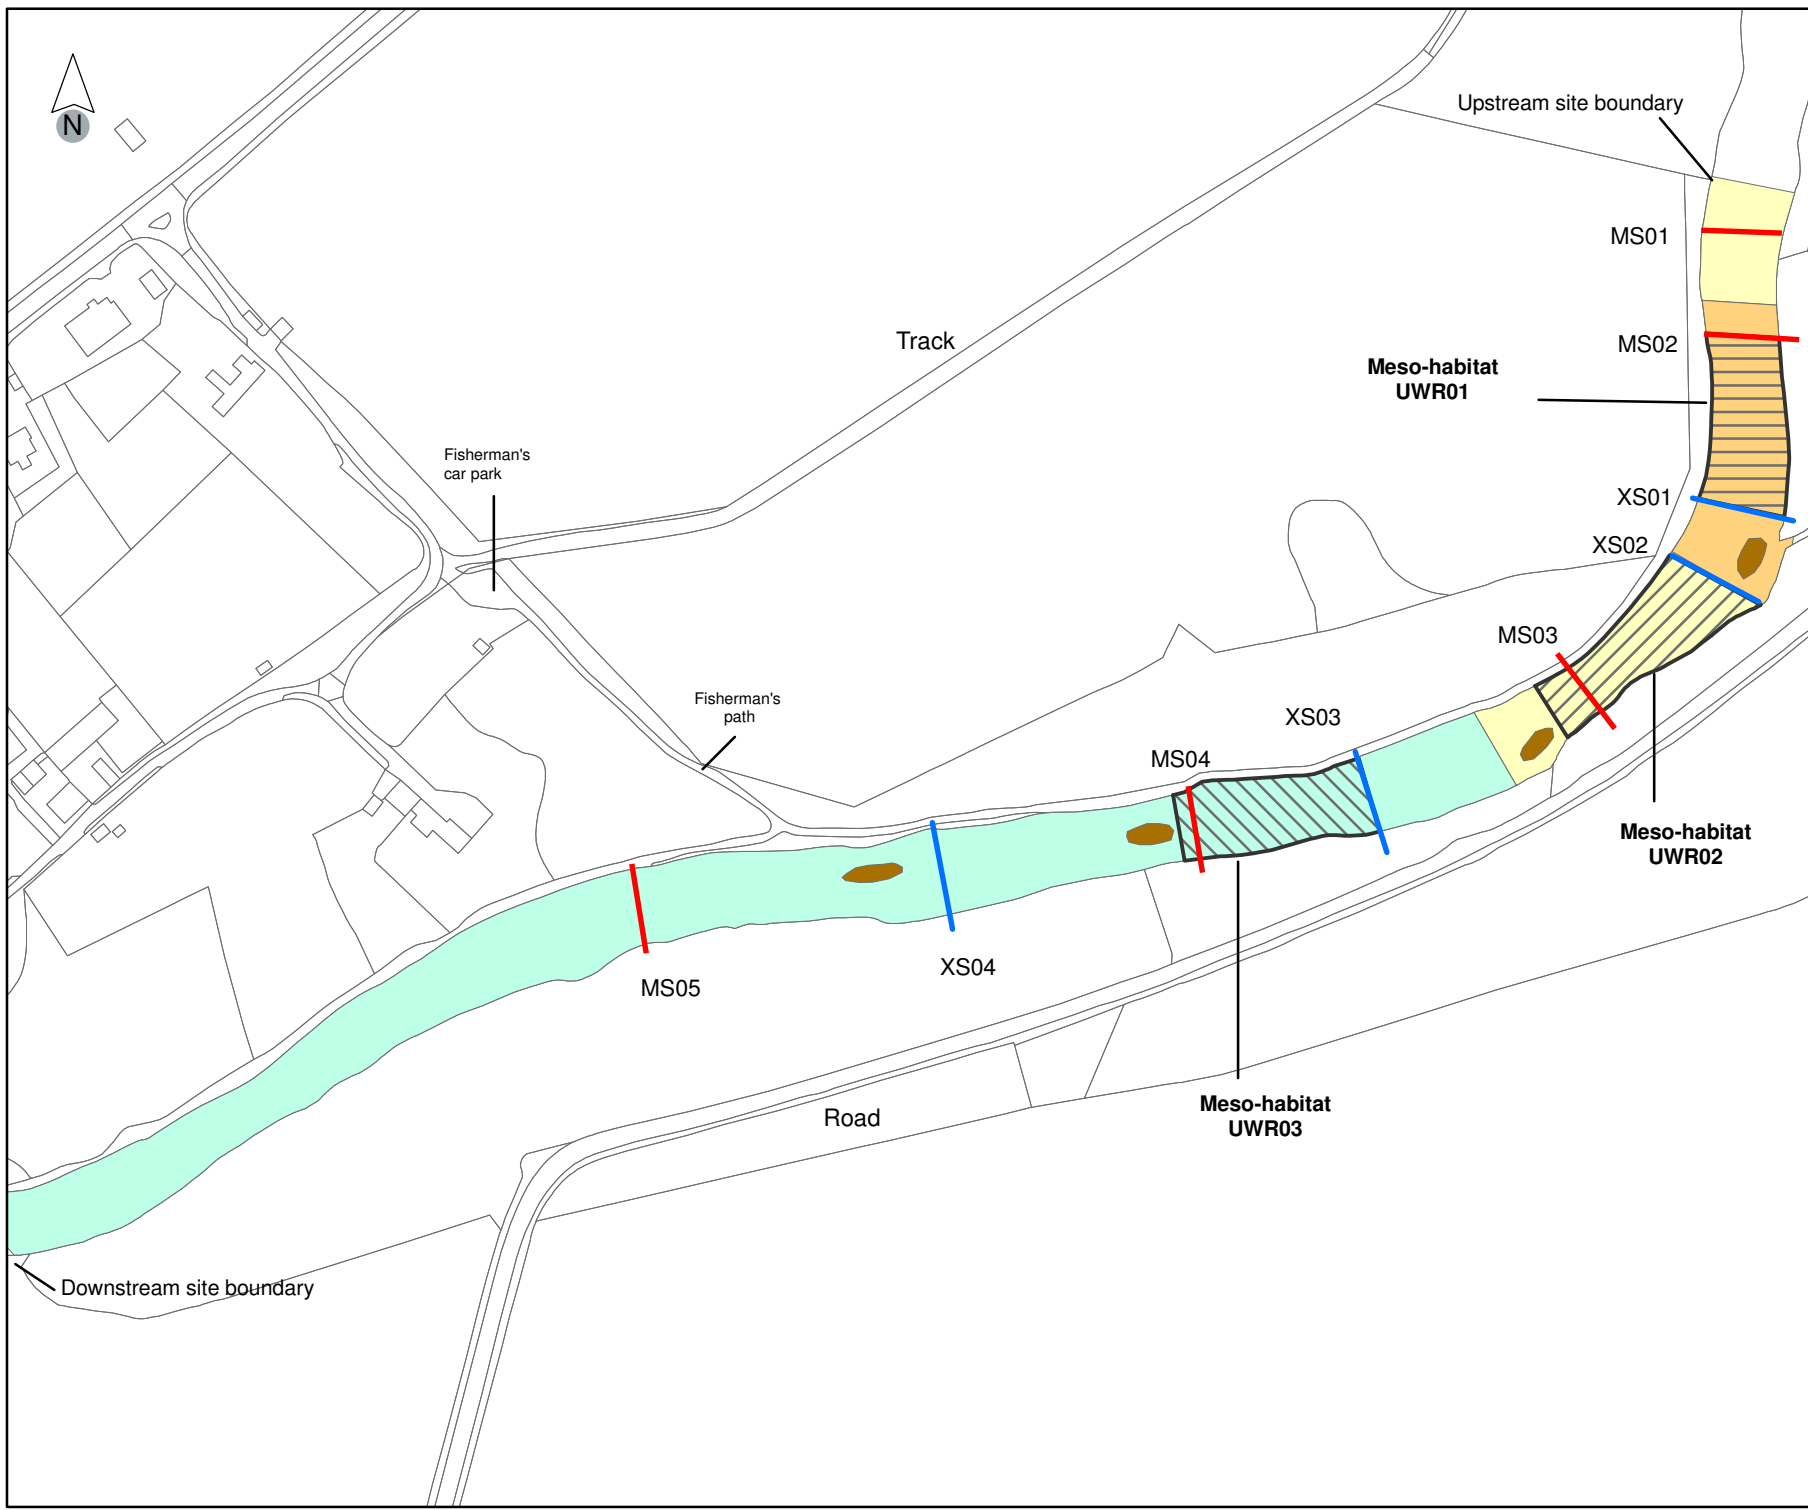 N
Upstream site boundary
MS01
Track
MS02
Meso-habitat
UWR01
Fisherman's
car park
XS01
XS02
MS03
Fisherman's
path
XS03
MS04
Meso-habitat
UWR02
XS04
MS05
Meso-habitat
UWR03
Road
Downstream site boundary